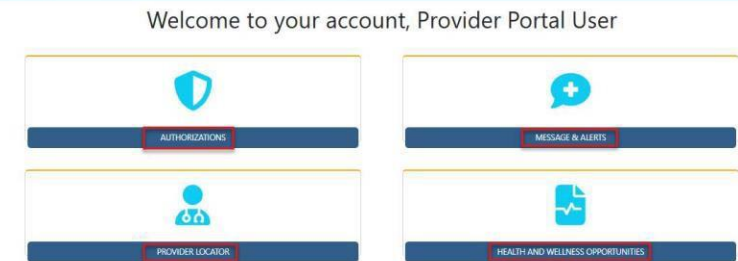 Welcome to your account, Provider Portal User
AUTHORIZATIONS
MESSAGE & ALERTS
PROVIDER LOCATOR
HEALTH AND WELLNESS OPPORTUNITIES